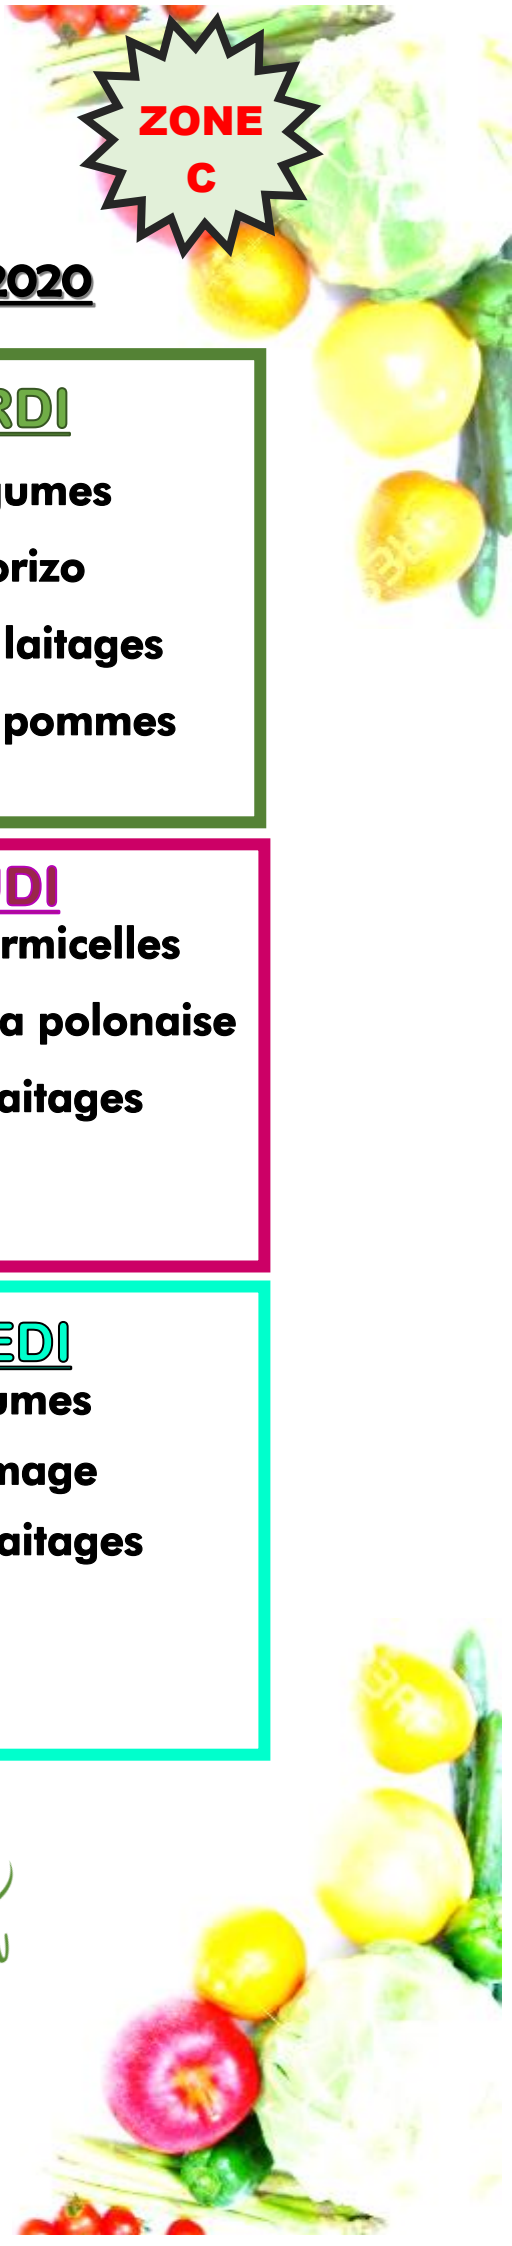 ZONE
C
2020
RDI
gumes
orizo
laitages
pommes
UDI
rmicelles
a polonaise
aitages
EDI
umes
mage
aitages